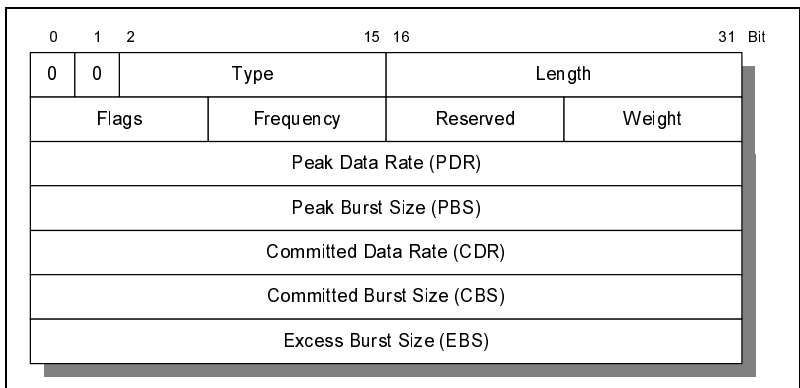 0 1 2 15 16 31 Bit
0 0 Type Length
Flags Frequency Reserved Weight
Peak Data Rate (PDR)
Peak Burst Size (PBS)
Committed Data Rate (CDR)
Committed Burst Size (CBS)
Excess Burst Size (EBS)